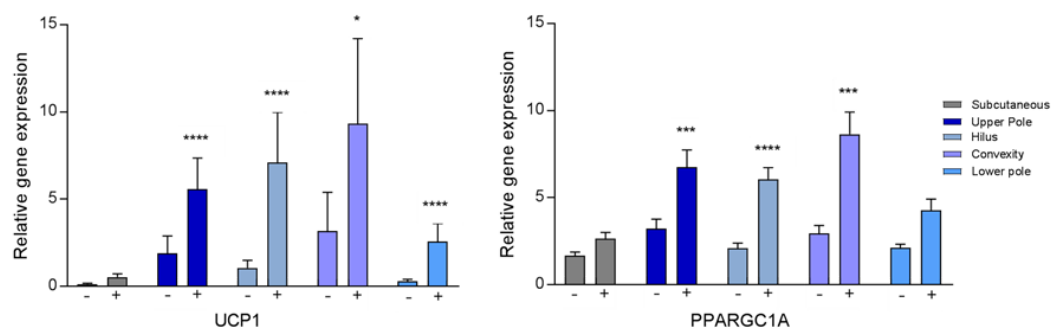 Relative gene expression
15
10
5
0
****
****
*
****
- + - + - + - + - +
UCP1
Relative gene expression
15
10
5
0
***
****
***
- + - + - + - + - +
PPARGC1A
Subcutaneous
Upper Pole
Hilus
Convexity
Lower pole